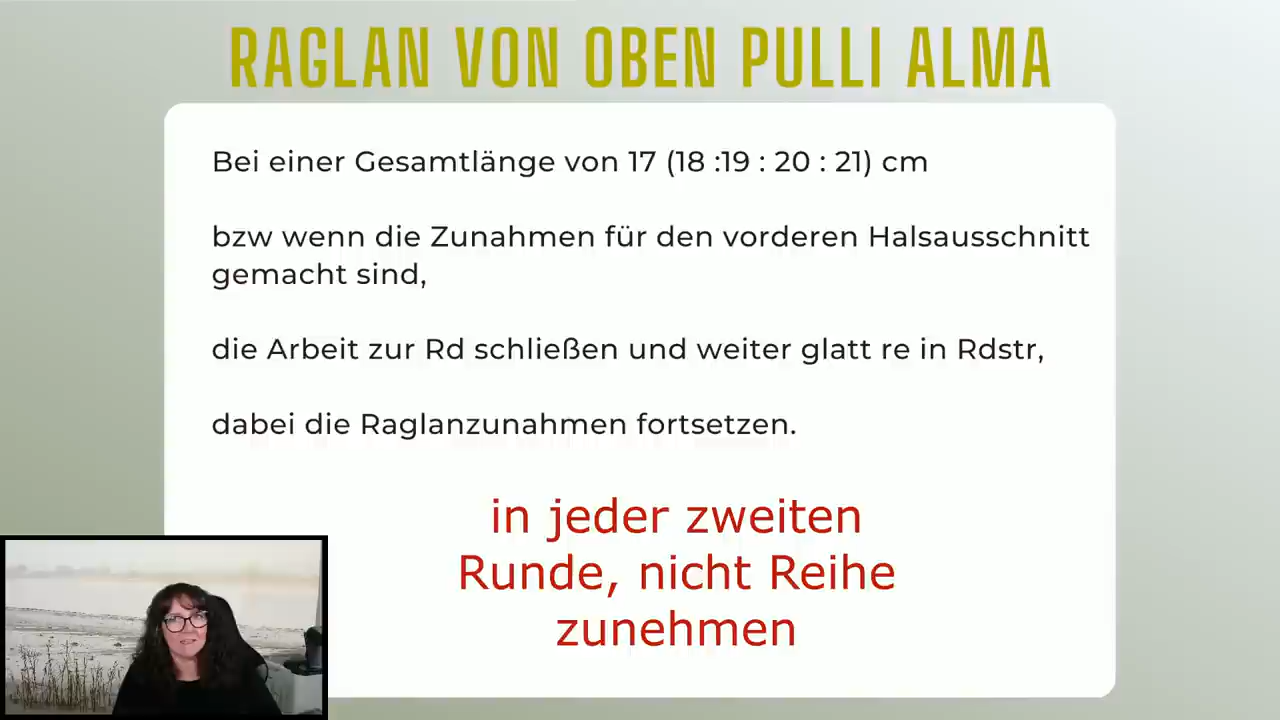 RAGLAN VON OBEN PULLI ALMA
Bei einer Gesamtlänge von 17 (18 :19 : 20 : 21) cm
bzw wenn die Zunahmen für den vorderen Halsausschnitt
gemacht sind,
die Arbeit zur Rd schließen und weiter glatt re in Rdstr,
dabei die Raglanzunahmen fortsetzen.
in jeder zweiten
Runde, nicht Reihe
zunehmen